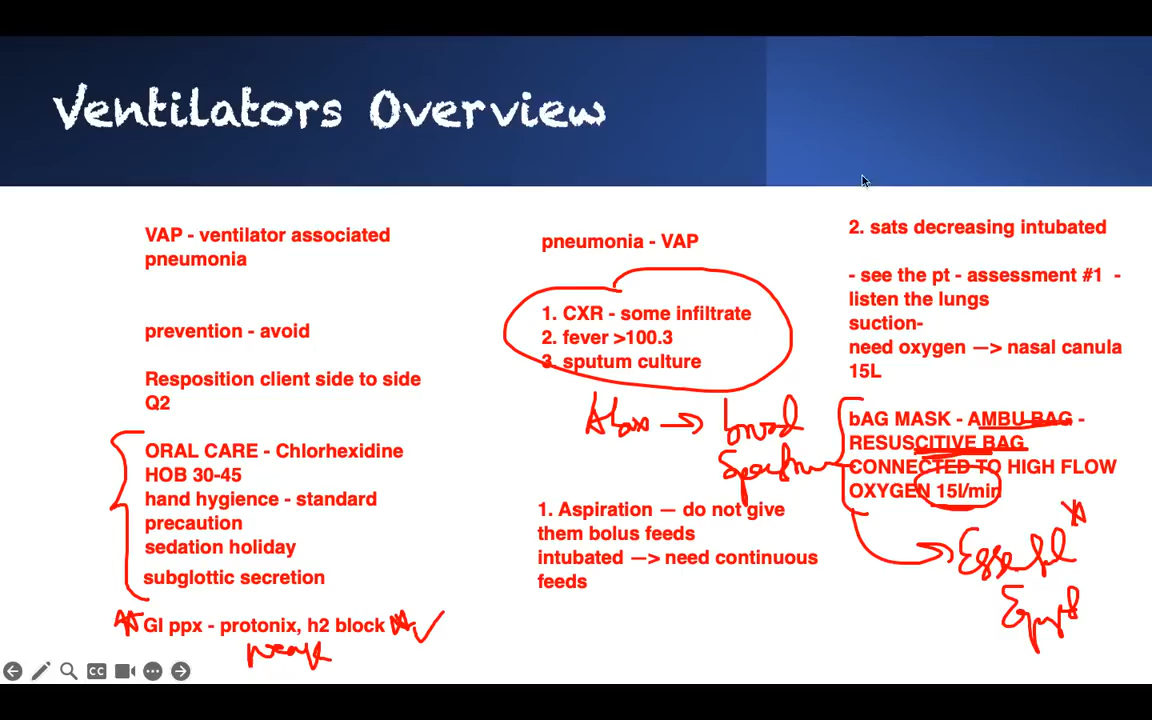 Ventilators Overview
VAP - ventilator associated
pneumonia
prevention - avoid
Resposition client side to side
Q2
ORAL CARE - Chlorhexidine
HOB 30-45
hand hygience - standard
precaution
sedation holiday
subglottic secretion
GI ppx - protonix, h2 block
pneumonia - VAP
1. CXR - some infiltrate
2. fever >100.3
3. sputum culture
broad
Spectrum
1. Aspiration — do not give
them bolus feeds
intubated —> need continuous
feeds
2. sats decreasing intubated
- see the pt - assessment #1 -
listen the lungs
suction-
need oxygen —> nasal canula
15L
bAG MASK - AMBU BAG -
RESUSCITIVE BAG
CONNECTED TO HIGH FLOW
OXYGEN 15l/min
CC